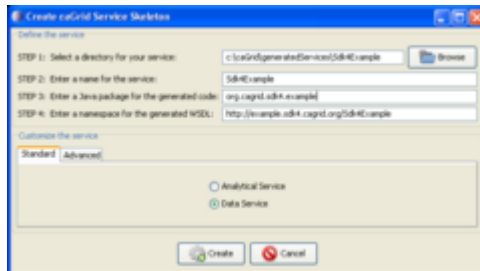 Create caGrid Service Skeleton
Define the service
STEP 1: Select a directory for your service: c:\caGrid\generatedServices\Sdk4Example Browse
STEP 2: Enter a name for the service: Sdk4Example
STEP 3: Enter a Java package for the generated code: org.cagrid.sdk4.example
STEP 4: Enter a namespace for the generated WSDL: http://example.sdk4.cagrid.org/Sdk4Example
Customize the service
Standard Advanced
Analytical Service
Data Service
Create Cancel